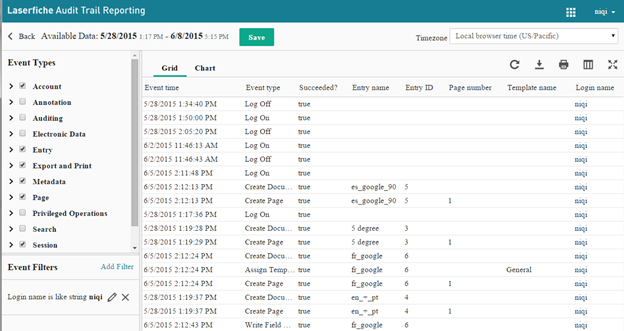 Laserfiche Audit Trail Reporting niqi
Back Available Data: 5/28/2015 1:17 PM - 6/8/2015 5:15 PM Save Timezone Local browser time (US/Pacific)
Event Types
Account
Annotation
Auditing
Electronic Data
Entry
Export and Print
Metadata
Page
Privileged Operations
Search
Session
Event Filters Add Filter
Login name is like string niqi
Grid Chart
Event time Event type Succeeded? Entry name Entry ID Page number Template name Login name
5/28/2015 1:34:40 PM Log Off true niqi
5/28/2015 1:50:00 PM Log On true niqi
5/28/2015 2:05:20 PM Log Off true niqi
6/2/2015 11:46:13 AM Log On true niqi
6/2/2015 11:46:43 AM Log Off true niqi
6/5/2015 2:11:48 PM Log On true niqi
6/5/2015 2:12:13 PM Create Docu... true es_google_90 5 niqi
6/5/2015 2:12:13 PM Create Page true es_google_90 5 1 niqi
5/28/2015 1:17:36 PM Log On true niqi
5/28/2015 1:19:28 PM Create Docu... true 5 degree 3 niqi
5/28/2015 1:19:29 PM Create Page true 5 degree 3 1 niqi
6/5/2015 2:12:24 PM Create Docu... true fr_google 6 niqi
6/5/2015 2:12:24 PM Assign Temp... true fr_google 6 General niqi
6/5/2015 2:12:24 PM Create Page true fr_google 6 1 niqi
5/28/2015 1:19:37 PM Create Docu... true en_=_pt 4 niqi
5/28/2015 1:19:37 PM Create Page true en_=_pt 4 1 niqi
6/5/2015 2:12:43 PM Write Field ... true fr_google 6 niqi